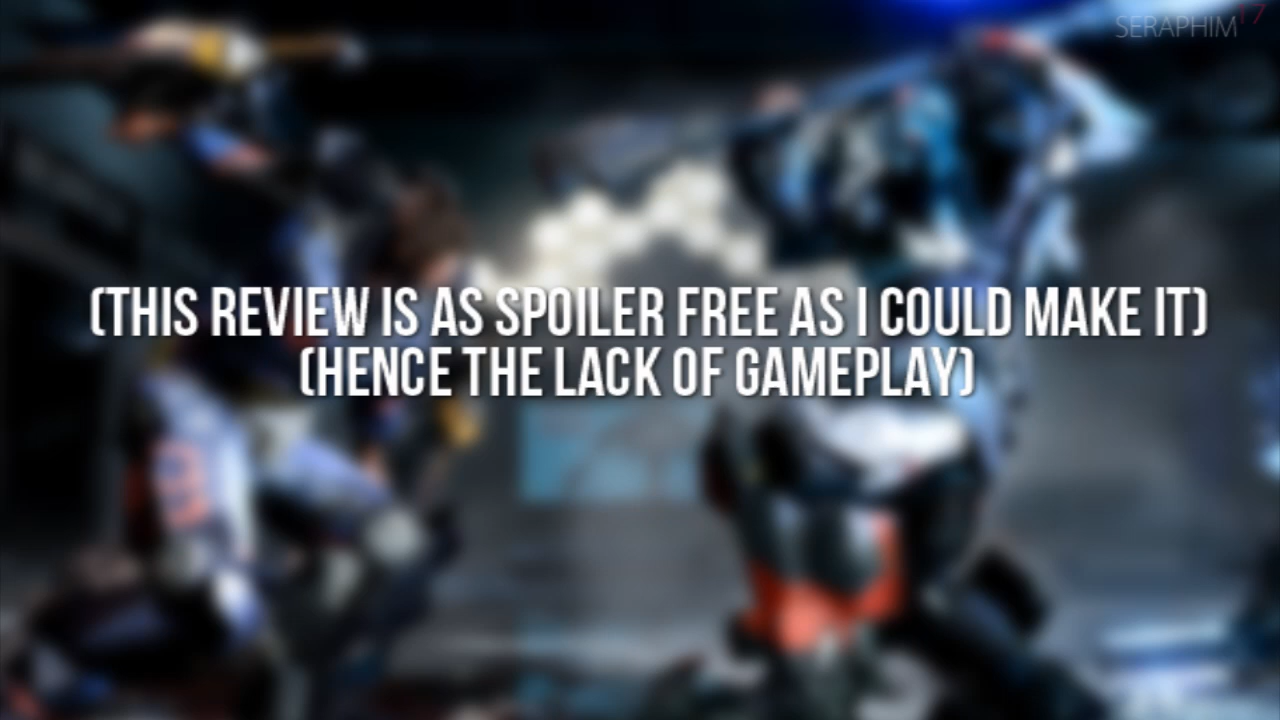 SERAPHIM17
(THIS REVIEW IS AS SPOILER FREE AS I COULD MAKE IT)
(HENCE THE LACK OF GAMEPLAY)